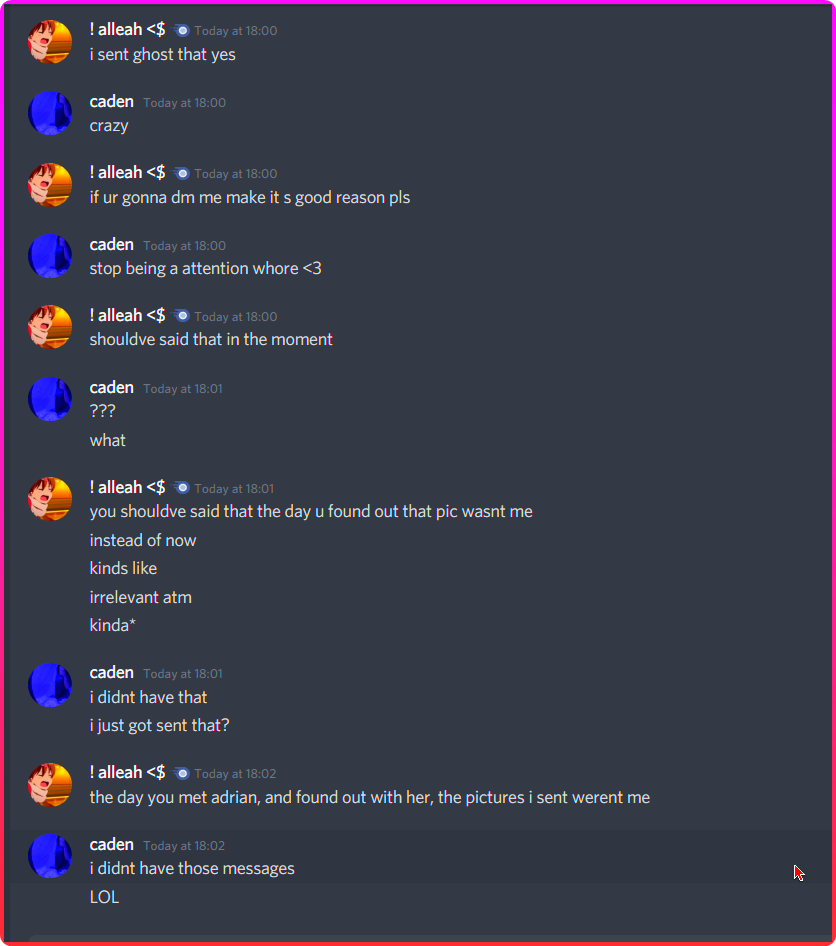 ! alleah <$ Today at 18:00
i sent ghost that yes
caden Today at 18:00
crazy
! alleah <$ Today at 18:00
if ur gonna dm me make it s good reason pls
caden Today at 18:00
stop being a attention whore <3
! alleah <$ Today at 18:00
shouldve said that in the moment
caden Today at 18:01
???
what
! alleah <$ Today at 18:01
you shouldve said that the day u found out that pic wasnt me
instead of now
kinds like
irrelevant atm
kinda*
caden Today at 18:01
i didnt have that
i just got sent that?
! alleah <$ Today at 18:02
the day you met adrian, and found out with her, the pictures i sent werent me
caden Today at 18:02
i didnt have those messages
LOL